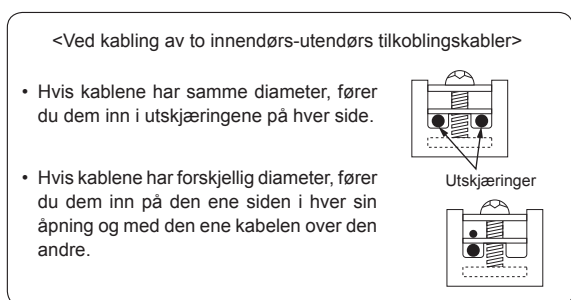 <Ved kabling av to innendørs-utendørs tilkoblingskabler>
• Hvis kablene har samme diameter, fører
du dem inn i utskjæringene på hver side.
Utskjæringer
• Hvis kablene har forskjellig diameter, fører
du dem inn på den ene siden i hver sin
åpning og med den ene kabelen over den
andre.